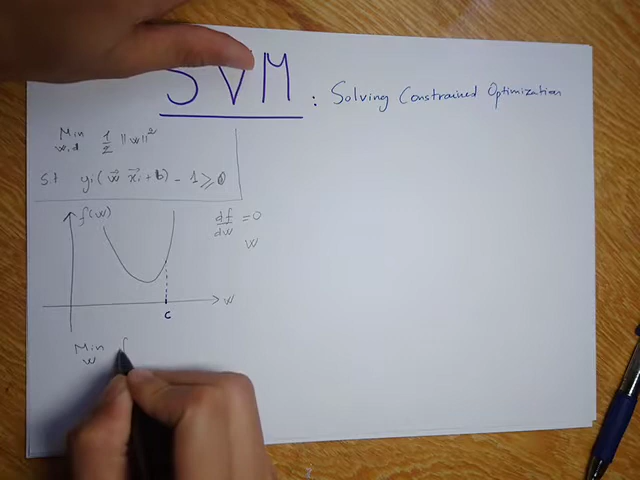 SVM : Solving Constrained Optimization
Min 1/2 ||w||²
w,d
s.t yi(w⃗ x⃗i + b) - 1 ≥ 0
f(w)
df/dw = 0
w
w
c
Min f
w